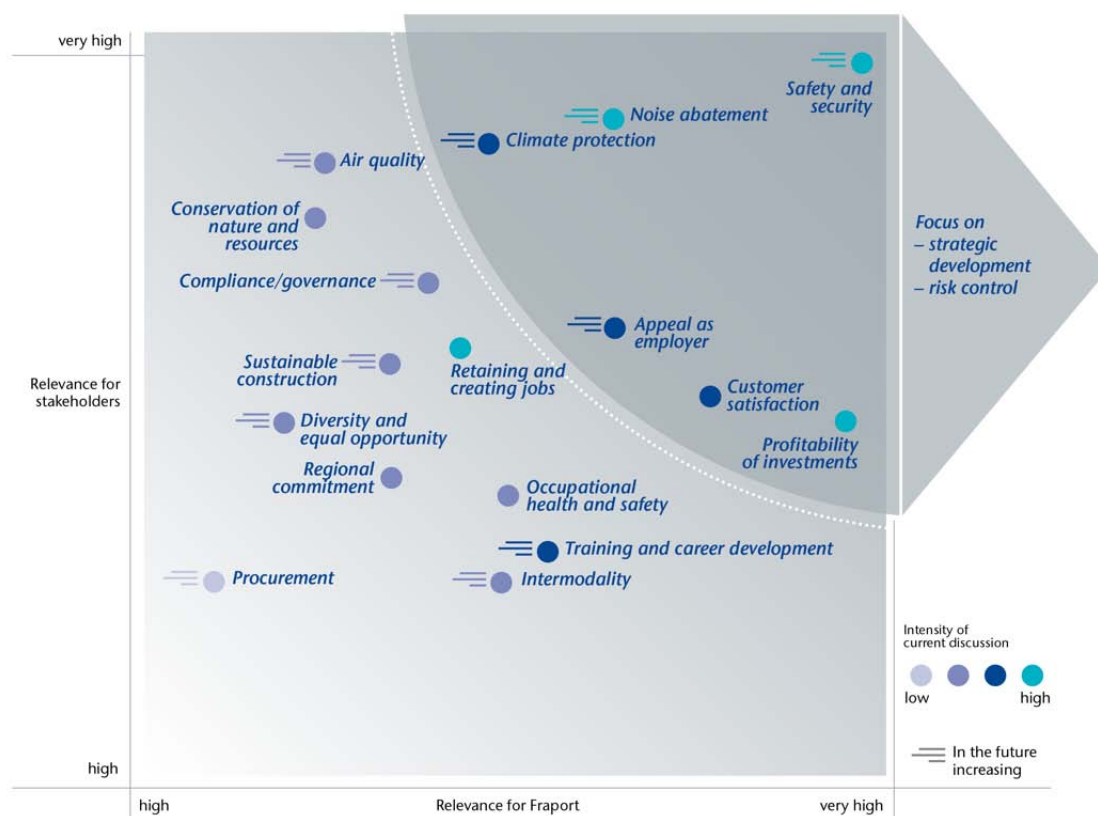 very high
Safety and
security
Noise abatement
Climate protection
Air quality
Conservation of
nature and
resources
Focus on
– strategic
development
– risk control
Compliance/governance
Appeal as
employer
Sustainable
construction
Retaining and
creating jobs
Relevance for
stakeholders
Customer
satisfaction
Diversity and
equal opportunity
Profitability
of investments
Regional
commitment
Occupational
health and safety
Training and career development
Procurement
Intermodality
Intensity of
current discussion
low
high
In the future
increasing
high
high
Relevance for Fraport
very high